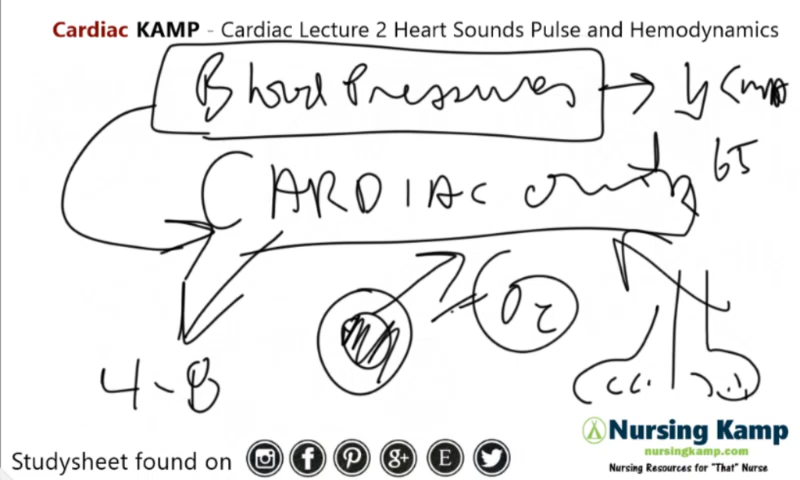 Cardiac KAMP - Cardiac Lecture 2 Heart Sounds Pulse and Hemodynamics
Blood Pressures
65
CARDIAC output
O2
4-8
Nursing Kamp
nursingkamp.com
Nursing Resources for "That" Nurse
Studysheet found on
g+ E